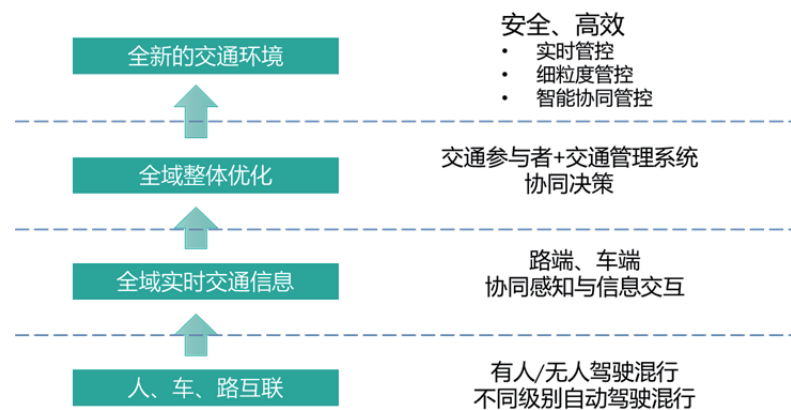 全新的交通环境
安全、高效
• 实时管控
• 细粒度管控
• 智能协同管控
全域整体优化
交通参与者+交通管理系统
协同决策
全域实时交通信息
路端、车端
协同感知与信息交互
人、车、路互联
有人/无人驾驶混行
不同级别自动驾驶混行